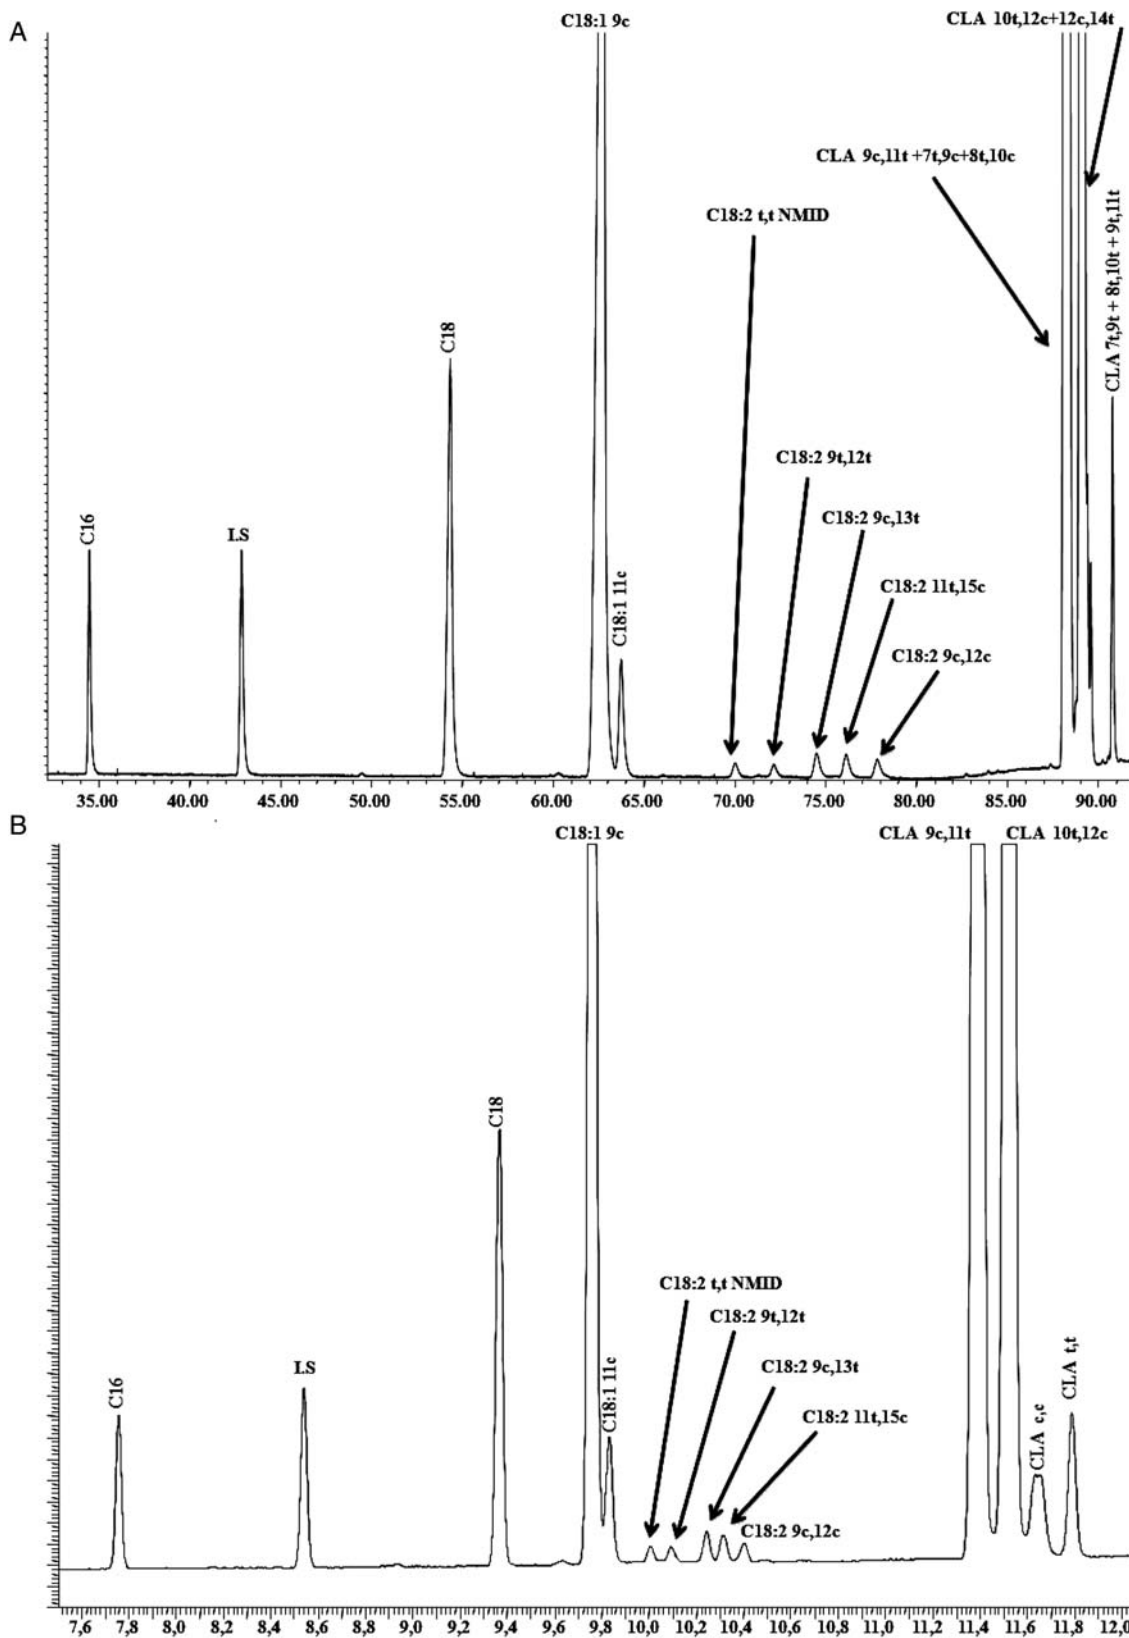 A
C18:1 9c
CLA 10t,12c+12c,14t
CLA 9c,11t +7t,9c+8t,10c
C18:2 t,t NMID
CLA 7t,9t + 8t,10t + 9t,11t
C18
C18:2 9t,12t
C16
LS
C18:2 9c,13t
C18:1 11c
C18:2 11t,15c
C18:2 9c,12c
35.00 40.00 45.00 50.00 55.00 60.00 65.00 70.00 75.00 80.00 85.00 90.00
B
C18:1 9c
CLA 9c,11t
CLA 10t,12c
C18
C18:2 t,t NMID
C18:2 9t,12t
C16
LS
C18:1 11c
C18:2 9c,13t
CLA t,t
C18:2 11t,15c
CLA c,c
C18:2 9c,12c
7,6 7,8 8,0 8,2 8,4 8,6 8,8 9,0 9,2 9,4 9,6 9,8 10,0 10,2 10,4 10,6 10,8 11,0 11,2 11,4 11,6 11,8 12,0